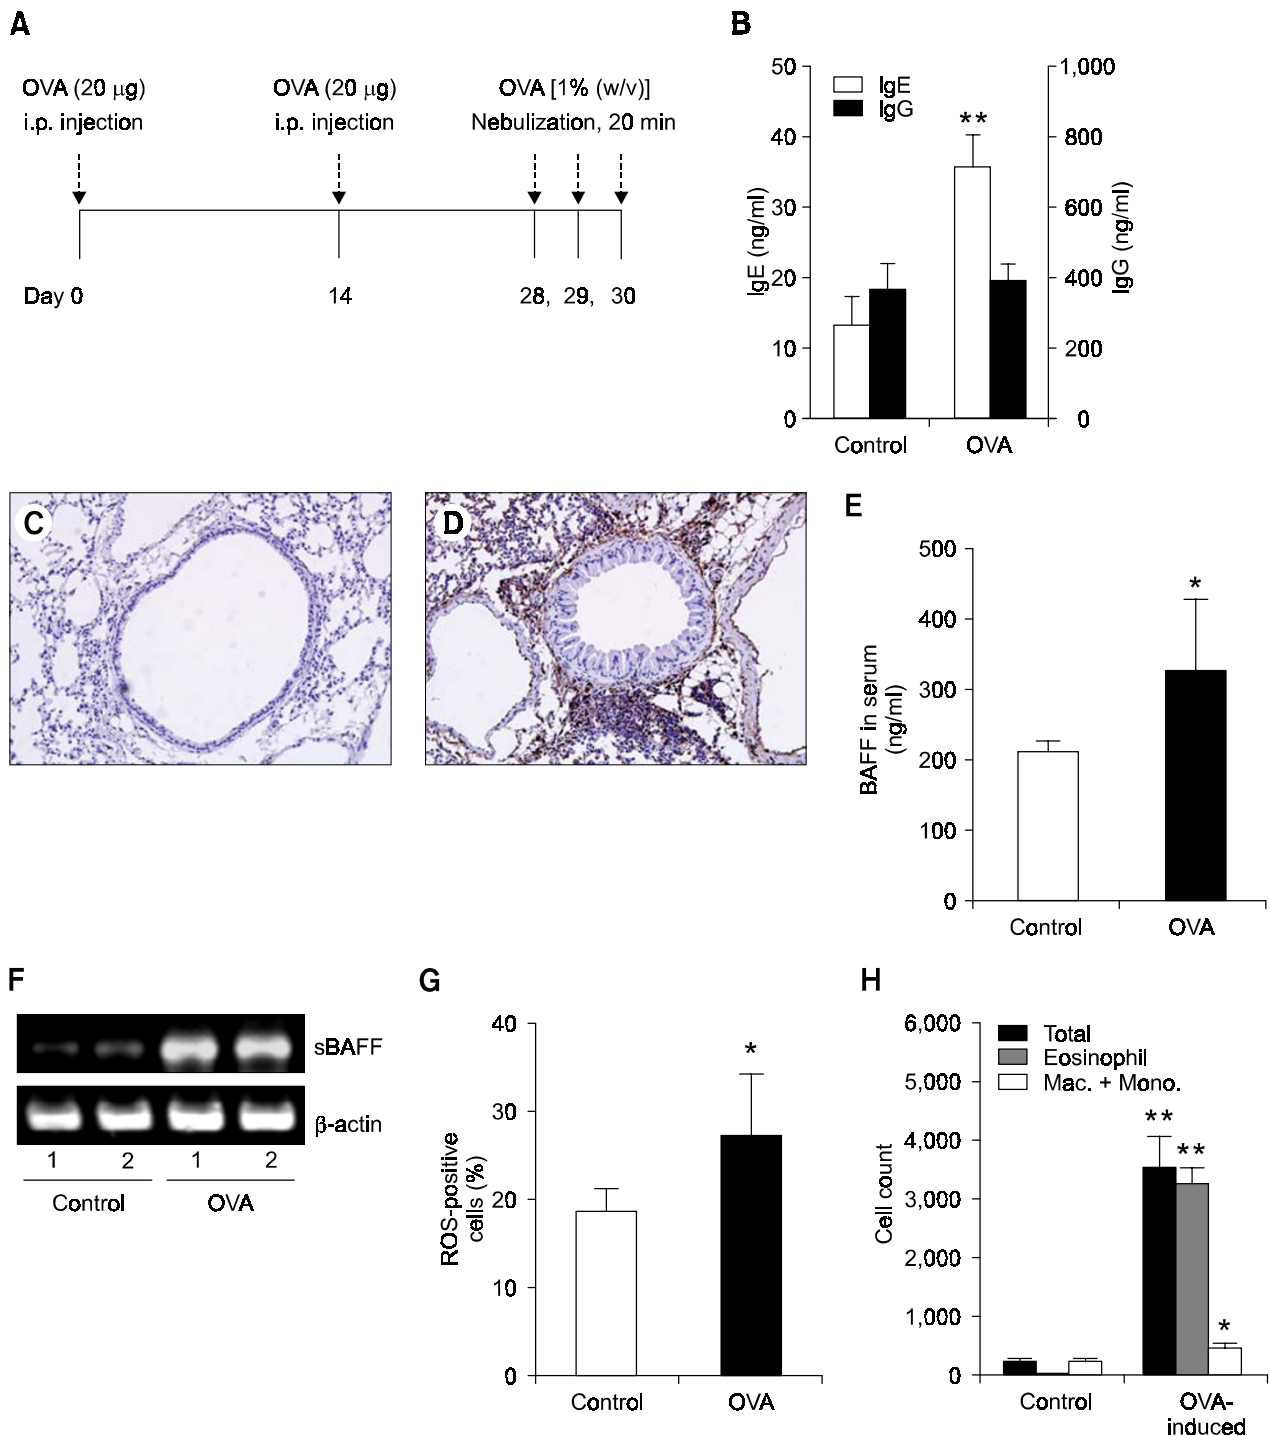 A
OVA (20 μg)
i.p. injection
OVA (20 μg)
i.p. injection
OVA [1% (w/v)]
Nebulization, 20 min
Day 0
14
28, 29, 30
B
50
40
30
20
10
0
IgE (ng/ml)
IgE
IgG
**
1,000
800
600
400
200
0
IgG (ng/ml)
Control
OVA
C
D
E
500
400
300
200
100
0
BAFF in serum
(ng/ml)
*
Control
OVA
F
sBAFF
β-actin
1 2 1 2
Control OVA
G
40
30
20
10
0
ROS-positive
cells (%)
*
Control
OVA
H
6,000
5,000
4,000
3,000
2,000
1,000
0
Cell count
Total
Eosinophil
Mac. + Mono.
**
**
*
Control
OVA-
induced